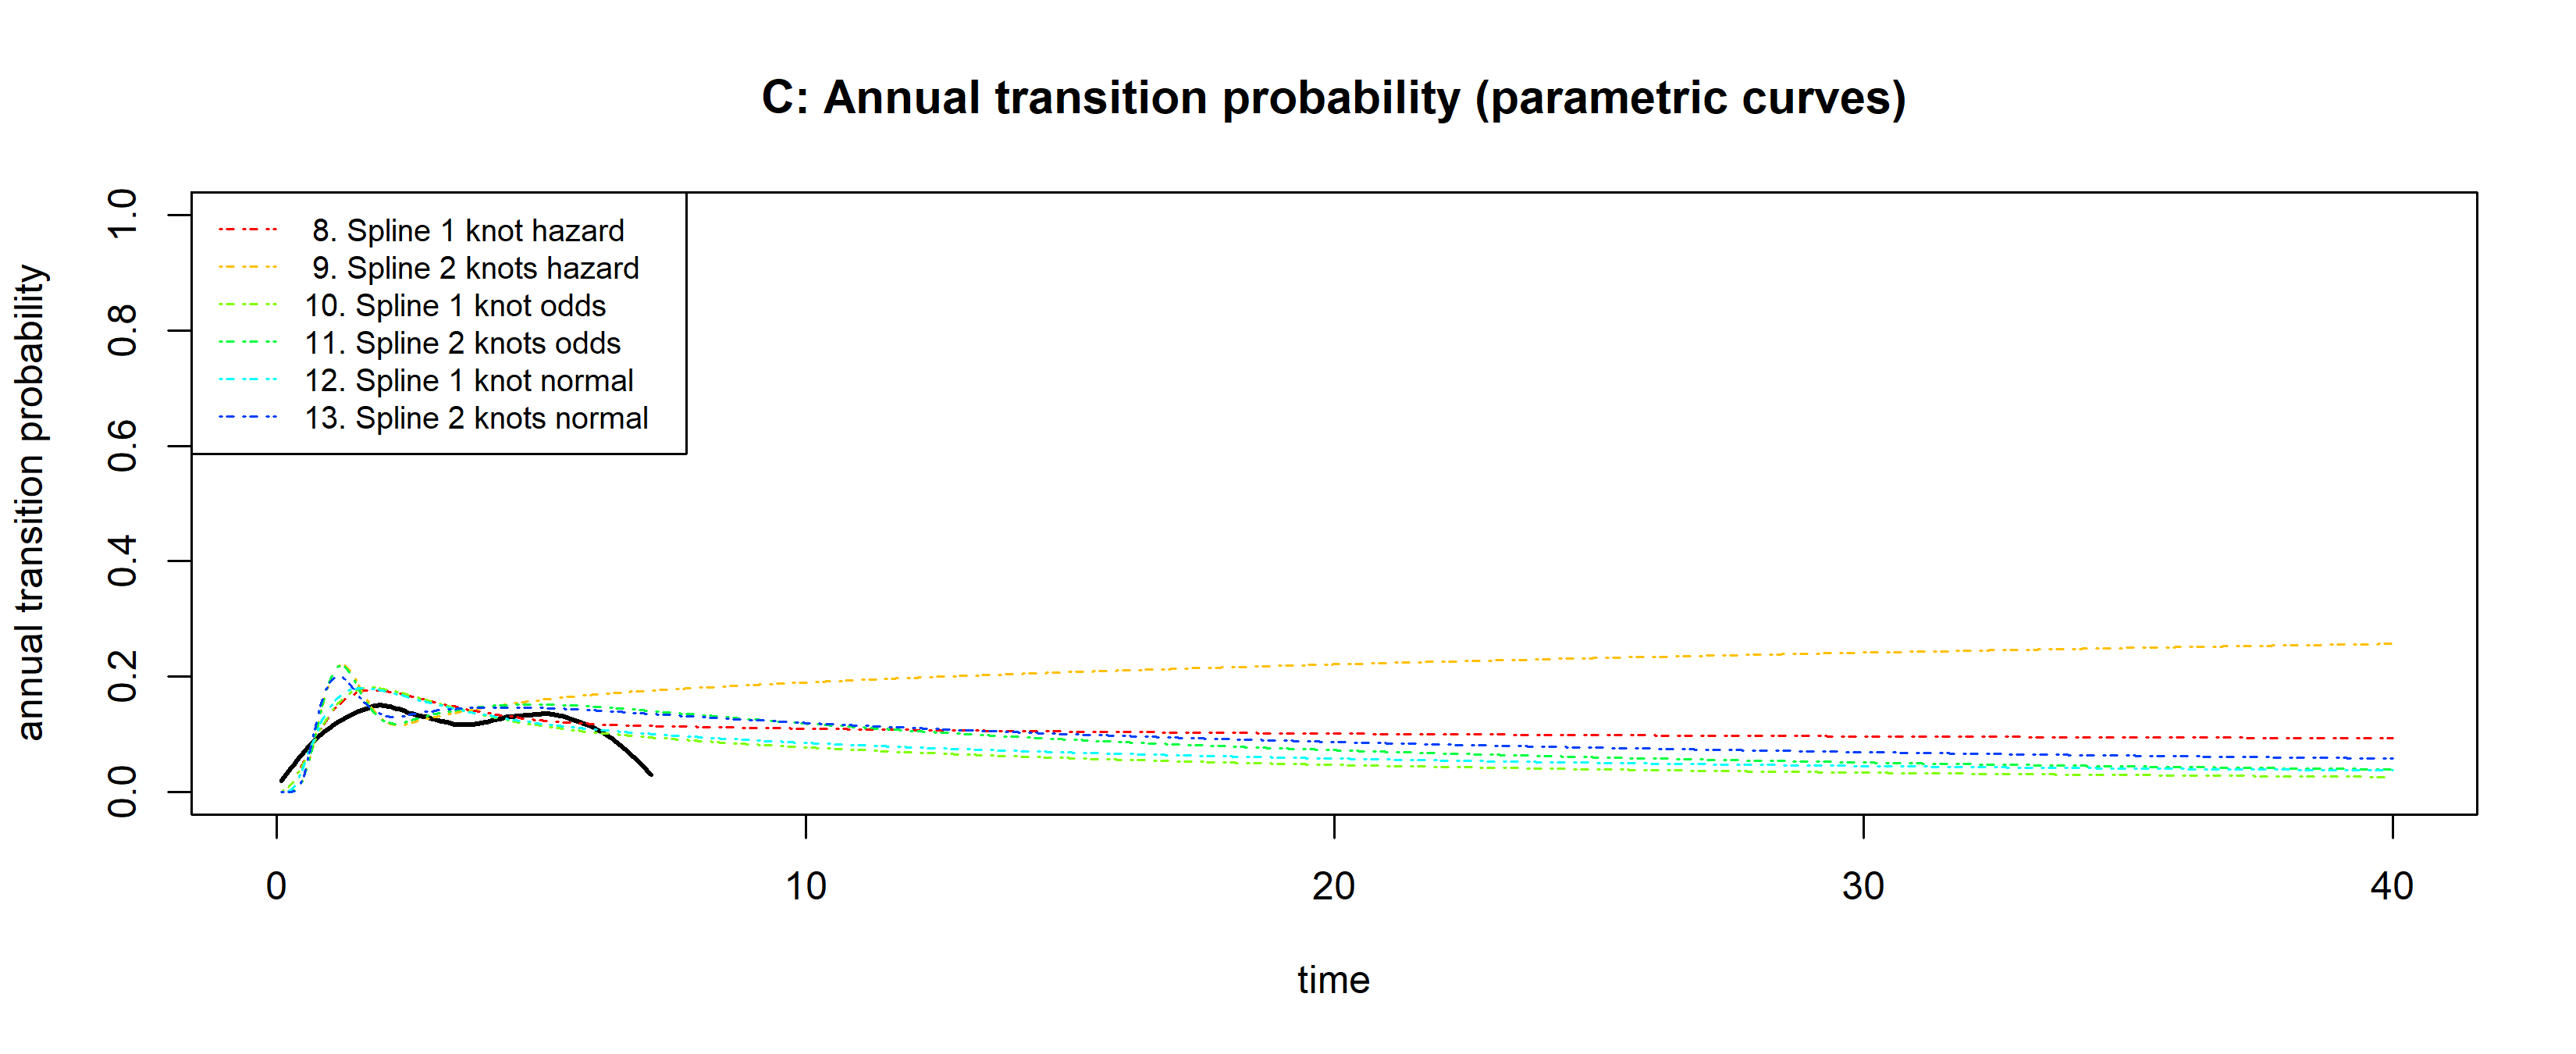 C: Annual transition probability (parametric curves)
annual transition probability
1.0
0.8
0.6
0.4
0.2
0.0
8. Spline 1 knot hazard
9. Spline 2 knots hazard
10. Spline 1 knot odds
11. Spline 2 knots odds
12. Spline 1 knot normal
13. Spline 2 knots normal
0 10 20 30 40
time